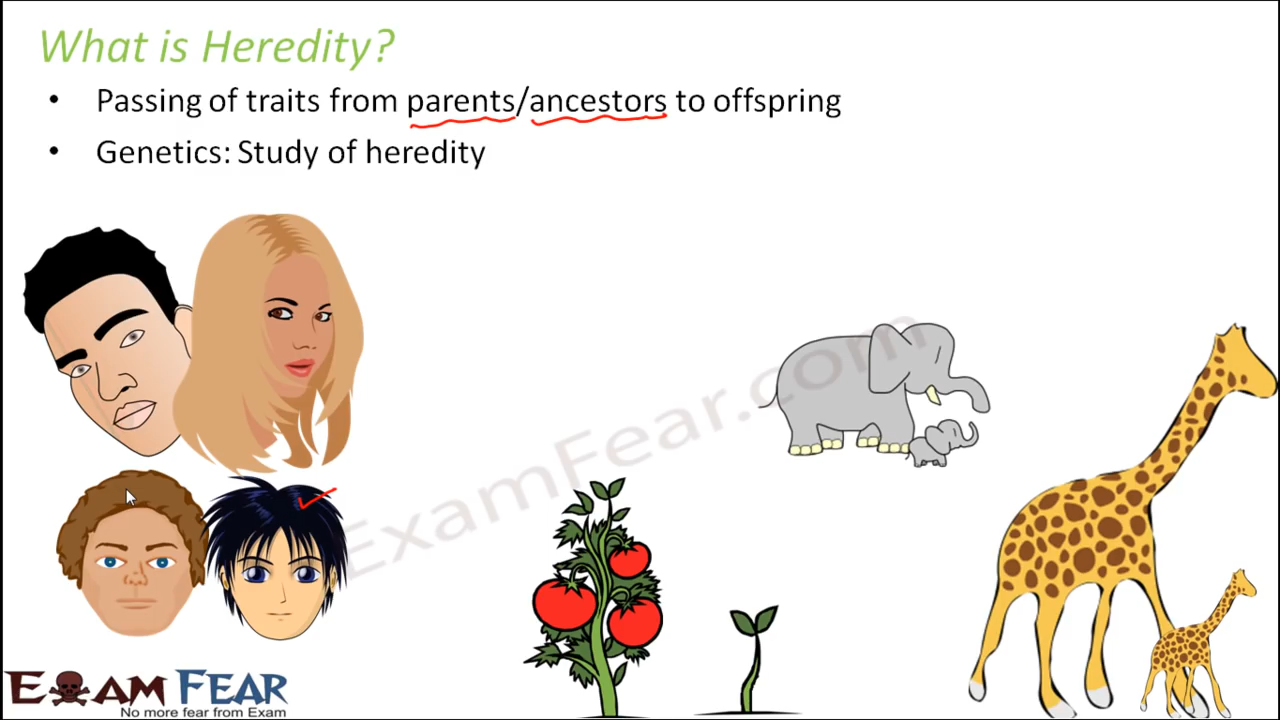 What is Heredity?
• Passing of traits from parents/ancestors to offspring
• Genetics: Study of heredity
ExamFear.com
EXAM FEAR
No more fear from Exam